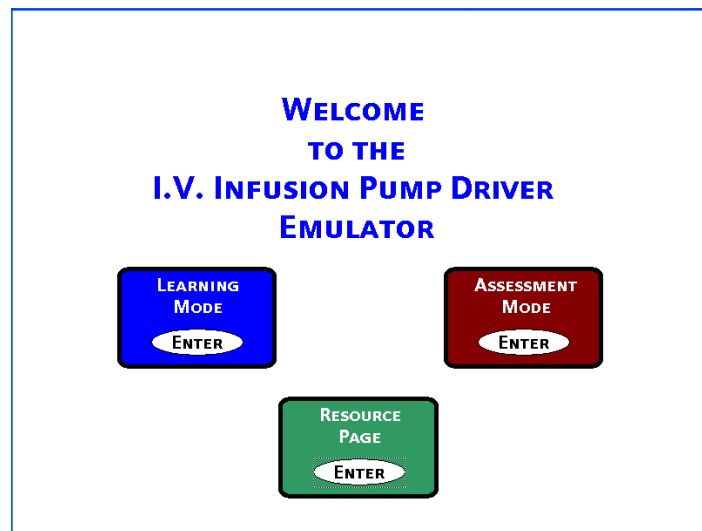 Welcome
to the
I.V. Infusion Pump Driver
Emulator
Learning
Mode
Enter
Assessment
Mode
Enter
Resource
Page
Enter